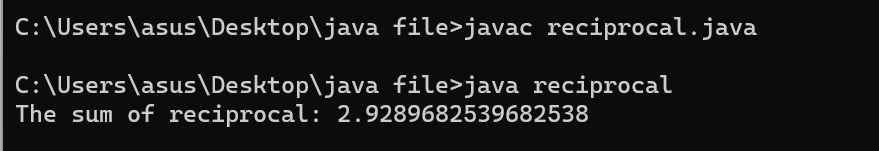 C:\Users\asus\Desktop\java file>javac reciprocal.java
C:\Users\asus\Desktop\java file>java reciprocal
The sum of reciprocal: 2.9289682539682538